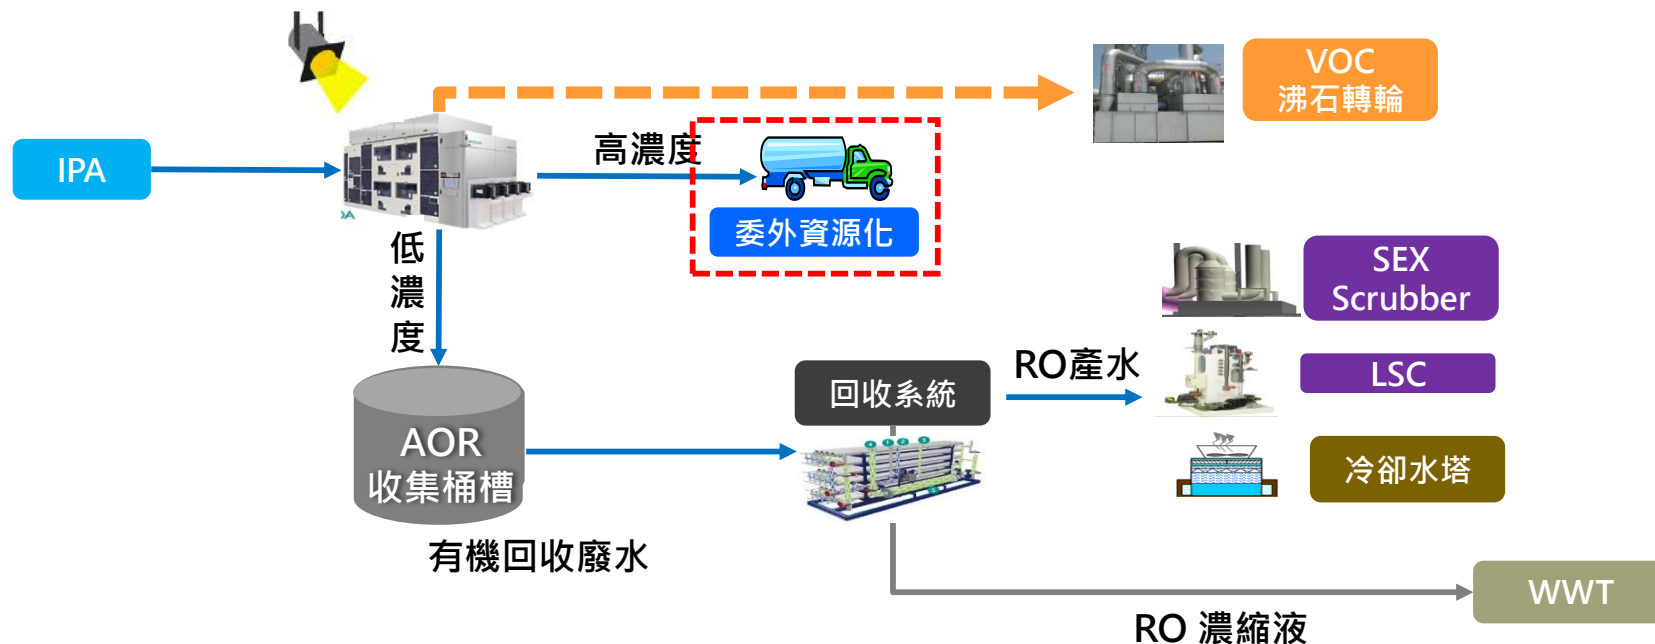 VOC
沸石轉輪
IPA
高濃度
委外資源化
低
濃
度
SEX
Scrubber
RO產水
LSC
回收系統
AOR
收集桶槽
冷卻水塔
有機回收廢水
WWT
RO 濃縮液